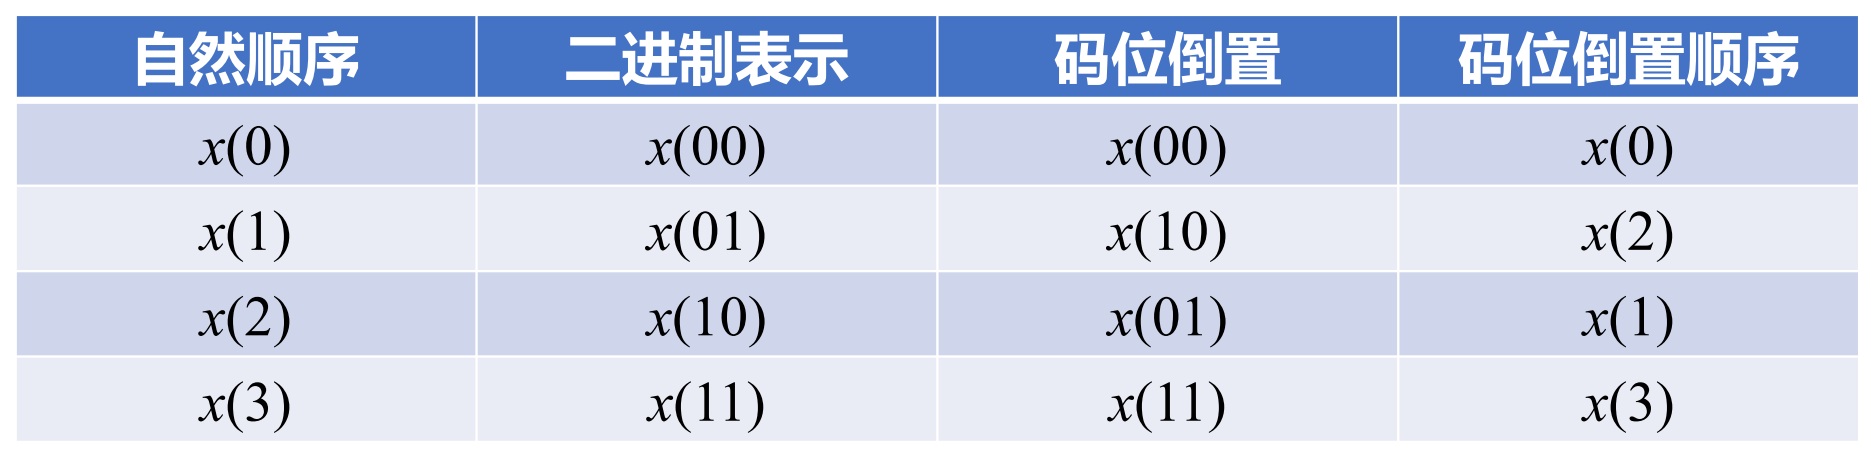 自然顺序 二进制表示 码位倒置 码位倒置顺序
x(0) x(00) x(00) x(0)
x(1) x(01) x(10) x(2)
x(2) x(10) x(01) x(1)
x(3) x(11) x(11) x(3)